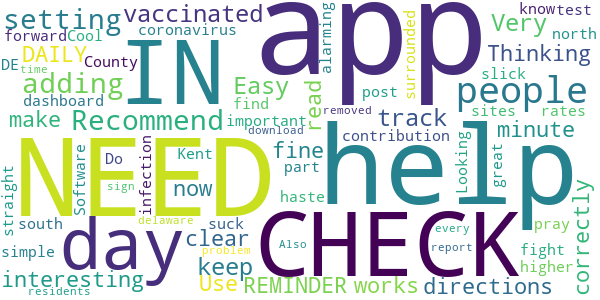 setting vaccinated app know test
forward Cool coronavirus Very north
DAILY County IN alarming surrounded Thinking
DE time adding Easy read post slick people
dashboard find sites rates
make Recommend important removed track minute
straight Software Do sign NEED download contribution Looking great
infection Kent fine part help correctly
now haste
delaware
south day suck CHECK pray
simple clear Also every fight
problem keep report higher
interesting Use REMINDER works directions
residents